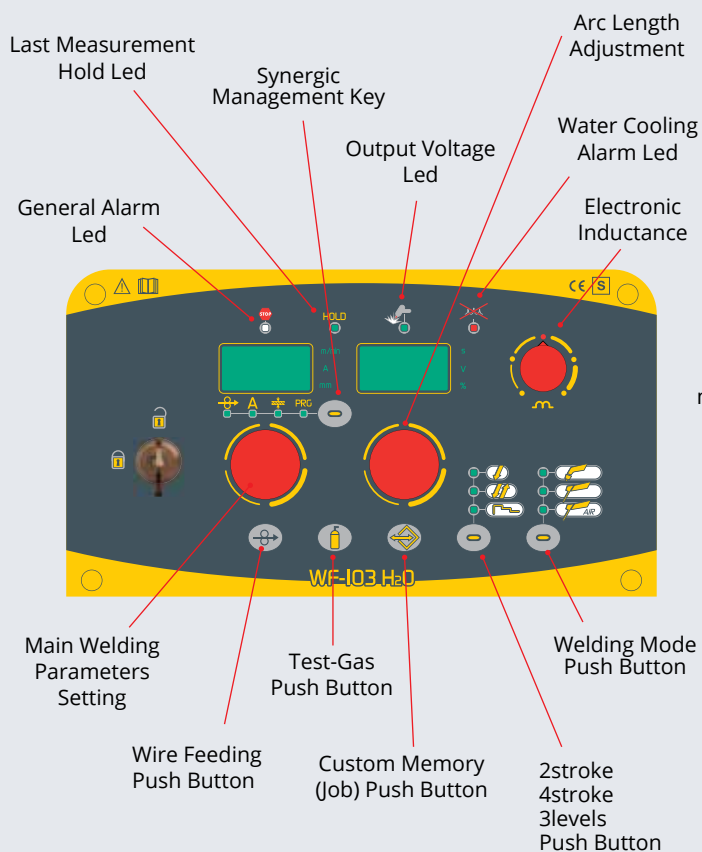 Arc Length
Adjustment
Last Measurement
Hold Led
Synergic
Management Key
Water Cooling
Alarm Led
Output Voltage
Led
General Alarm
Led
Electronic
Inductance
CE S
STOP
HOLD
m/min
A
mm
s
V
%
A PRG
AIR
WF-103 H2O
r
Main Welding
Parameters
Setting
Test-Gas
Push Button
Welding Mode
Push Button
Wire Feeding
Push Button
Custom Memory
(Job) Push Button
2stroke
4stroke
3levels
Push Button